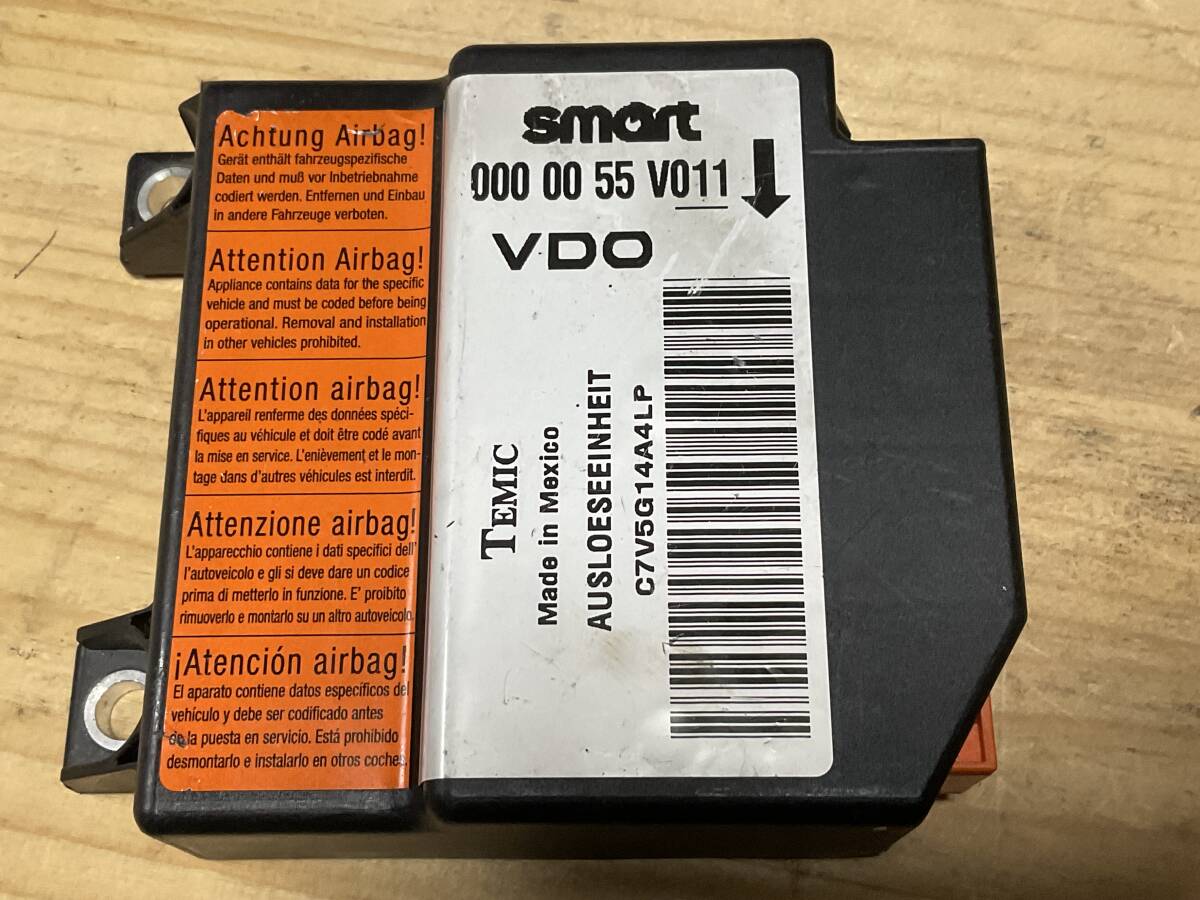 Achtung Airbag!
Gerät enthält fahrzeugspezifische
Daten und muß vor Inbetriebnahme
codiert werden. Entfernen und Einbau
in andere Fahrzeuge verboten.
Attention Airbag!
Appliance contains data for the specific
vehicle and must be coded before being
operational. Removal and installation
in other vehicles prohibited.
Attention airbag!
L'appareil renferme des données spéci-
fiques au véhicule et doit être codé avant
la mise en service. L'enièvement et le mon-
tage dans d'autres véhicules est interdit.
Attenzione airbag!
L'apparecchio contiene i dati specifici dell'
l'autoveicolo e gli si deve dare un codice
prima di metterlo in funzione. E' proibito
rimuoverlo e montarlo su un altro autoveicolo.
¡Atención airbag!
El aparato contiene datos específicos del
vehículo y debe ser codificado antes
de la puesta en servicio. Está prohibido
desmontarlo e instalarlo en otros coches.
smart
000 00 55 V011
VDO
TEMIC
Made in Mexico
AUSLOESEEINHEIT
C7V5G14A4LP